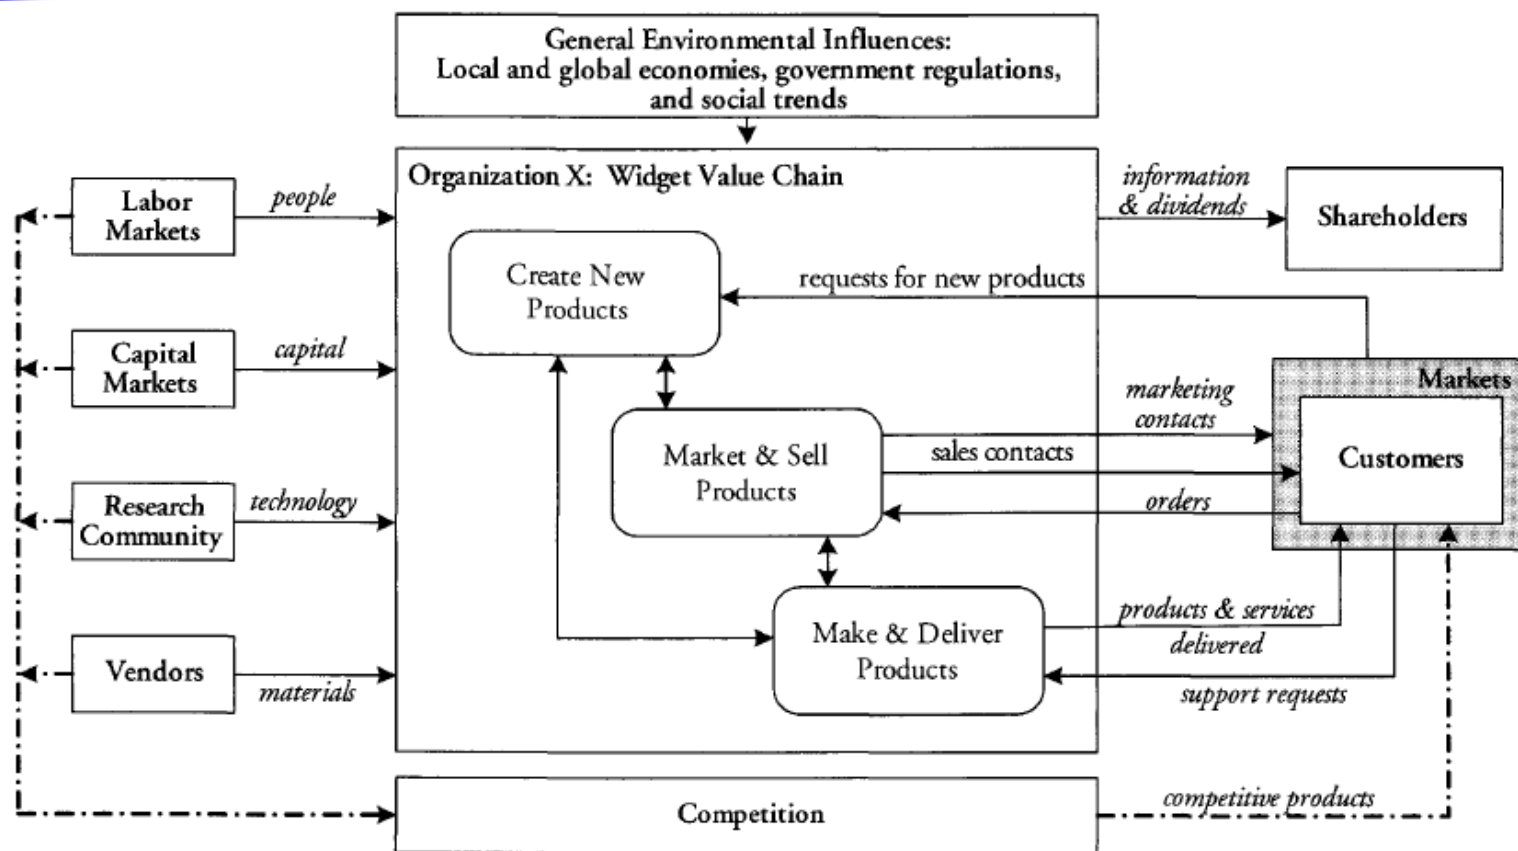 General Environmental Influences:
Local and global economies, government regulations,
and social trends
Organization X: Widget Value Chain
Labor
Markets
people
information
& dividends
Shareholders
Create New
Products
requests for new products
Capital
Markets
capital
Markets
marketing
contacts
Market & Sell
Products
sales contacts
Customers
Research
Community
technology
orders
Make & Deliver
Products
products & services
delivered
Vendors
materials
support requests
Competition
competitive products